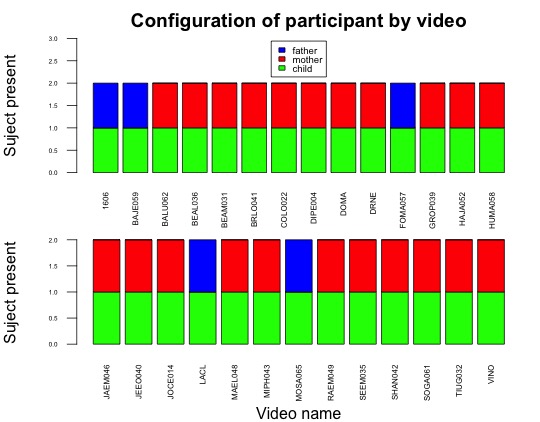 Configuration of participant by video
Suject present
3.0
2.5
2.0
1.5
1.0
0.5
0.0
father
mother
child
1606
BAJE059
BALU062
BEAL036
BEAM031
BRLO041
COLO022
DIPE004
DOMA
DRNE
FOMA057
GROP039
HAJA052
HUMA058
Suject present
2.0
1.5
1.0
0.5
0.0
JAEM046
JEEO040
JOCE014
LACL
MAEL048
MIPH043
MOSA065
RAEM049
SEEM035
SHAN042
SOGA061
TIUG032
VINO
Video name